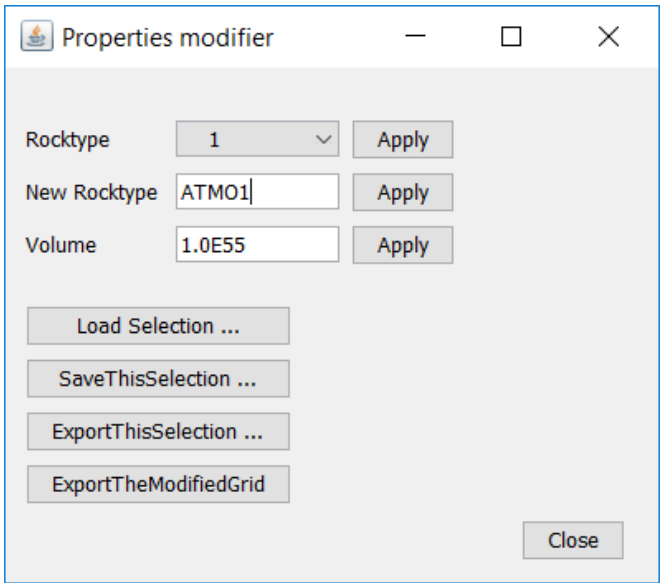 Properties modifier
Rocktype 1 Apply
New Rocktype ATMO1 Apply
Volume 1.0E55 Apply
Load Selection ...
SaveThisSelection ...
ExportThisSelection ...
ExportTheModifiedGrid
Close